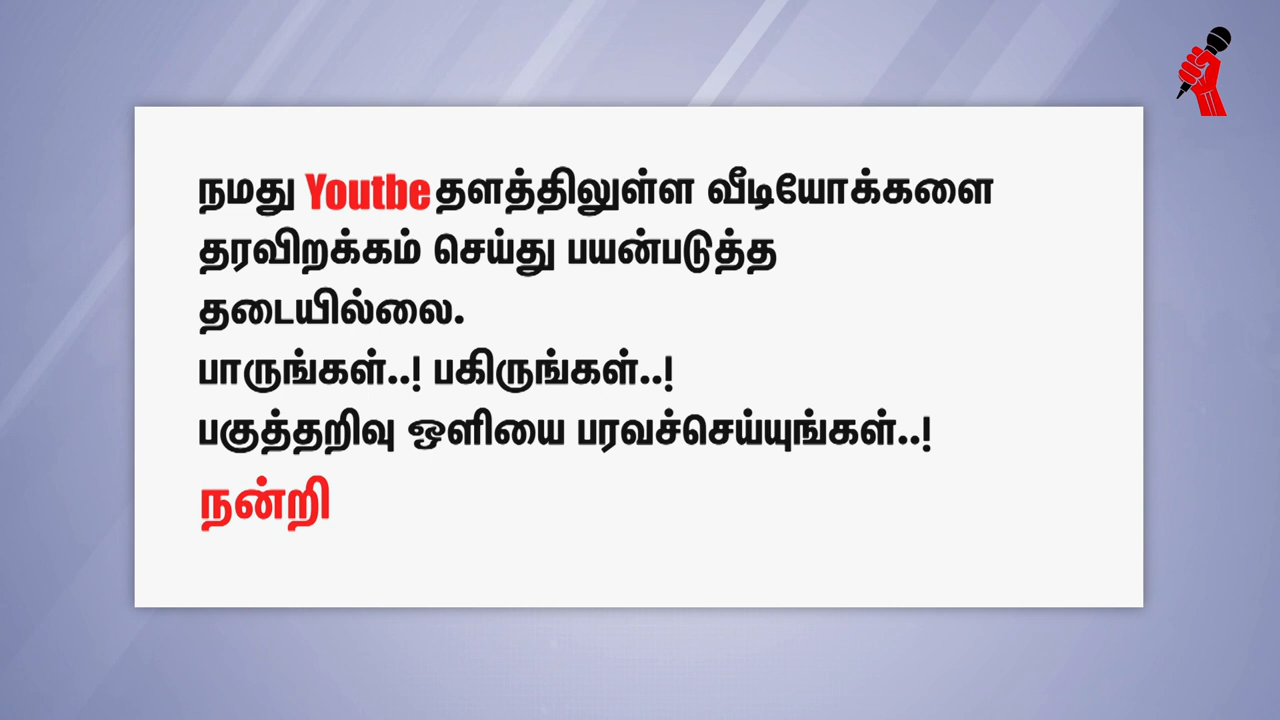 நமது Youtbe தளத்திலுள்ள வீடியோக்களை
தரவிறக்கம் செய்து பயன்படுத்த
தடையில்லை.
பாருங்கள்..! பகிருங்கள்..!
பகுத்தறிவு ஒளியை பரவச்செய்யுங்கள்..!
நன்றி